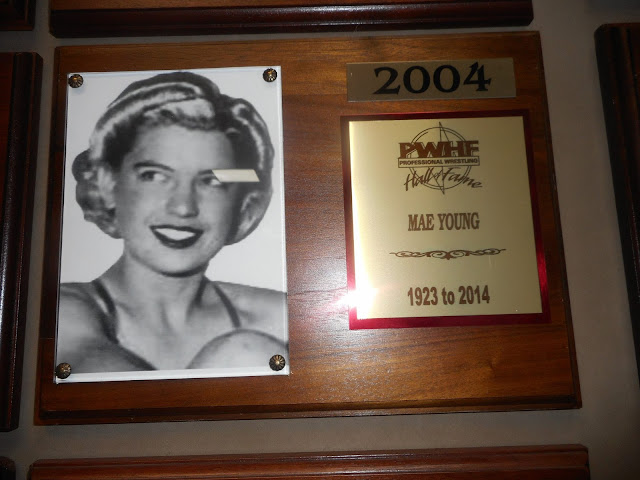 2004
PWHF
PROFESSIONAL WRESTLING
Hall of Fame
MAE YOUNG
1923 to 2014